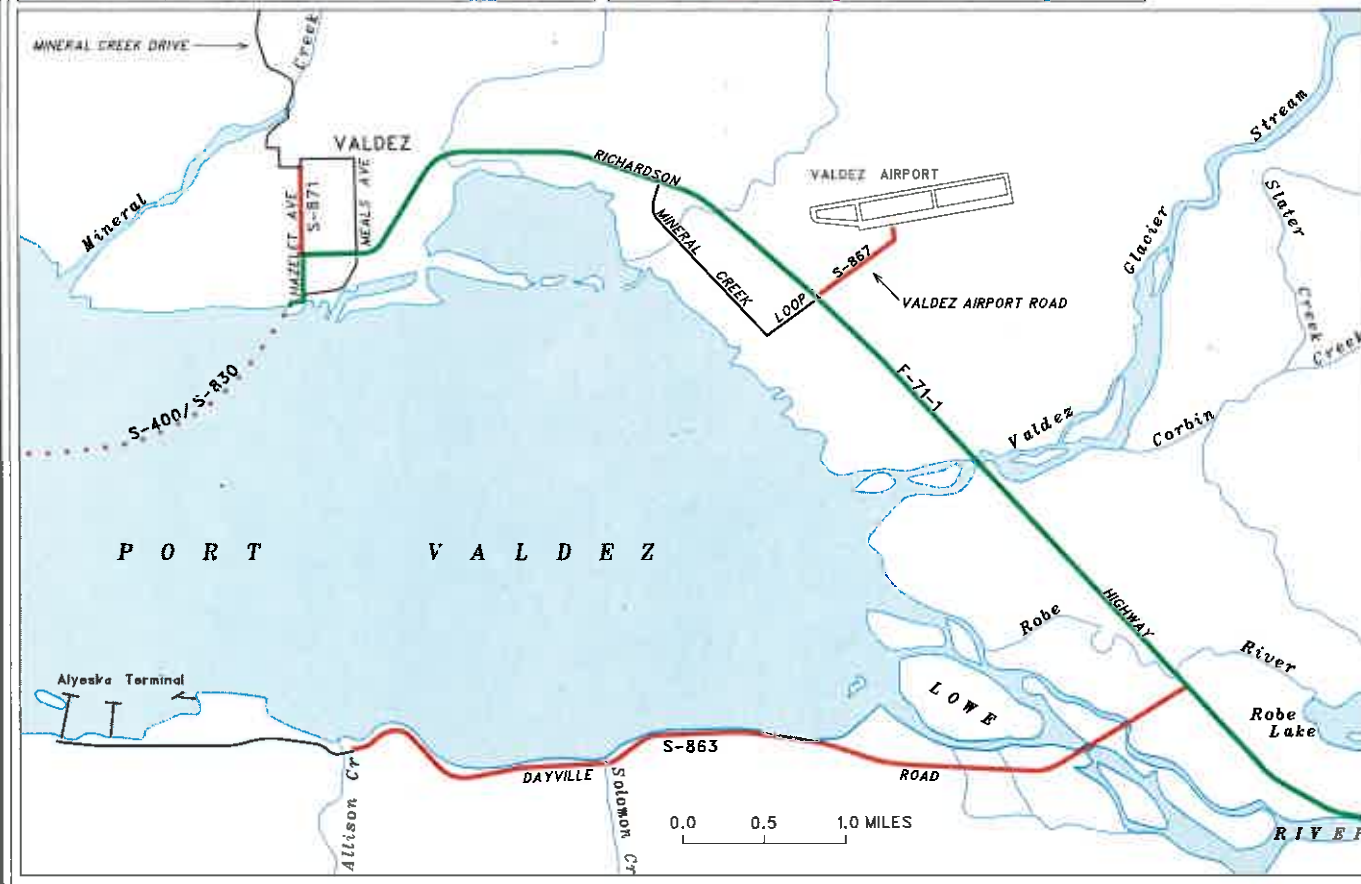 MINERAL CREEK DRIVE
Creek
VALDEZ
Mineral
HAZELET AVE
S-871
MEALS AVE
RICHARDSON
VALDEZ AIRPORT
Stream
Slater
Glacier
MINERAL
CREEK
LOOP
S-867
VALDEZ AIRPORT ROAD
Creek
Creek
S-400/S-830
F-71-1
Valdez
Corbin
PORT VALDEZ
HIGHWAY
Robe
River
Alyeska Terminal
LOWE
Robe
Lake
S-863
DAYVILLE
ROAD
Allison Cr
Solomon Cr
0.0 0.5 1.0 MILES
RIVER